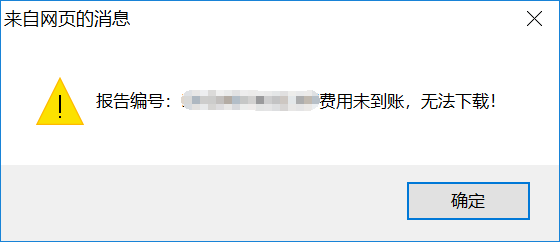 来自网页的消息
报告编号：费用未到账，无法下载！
确定